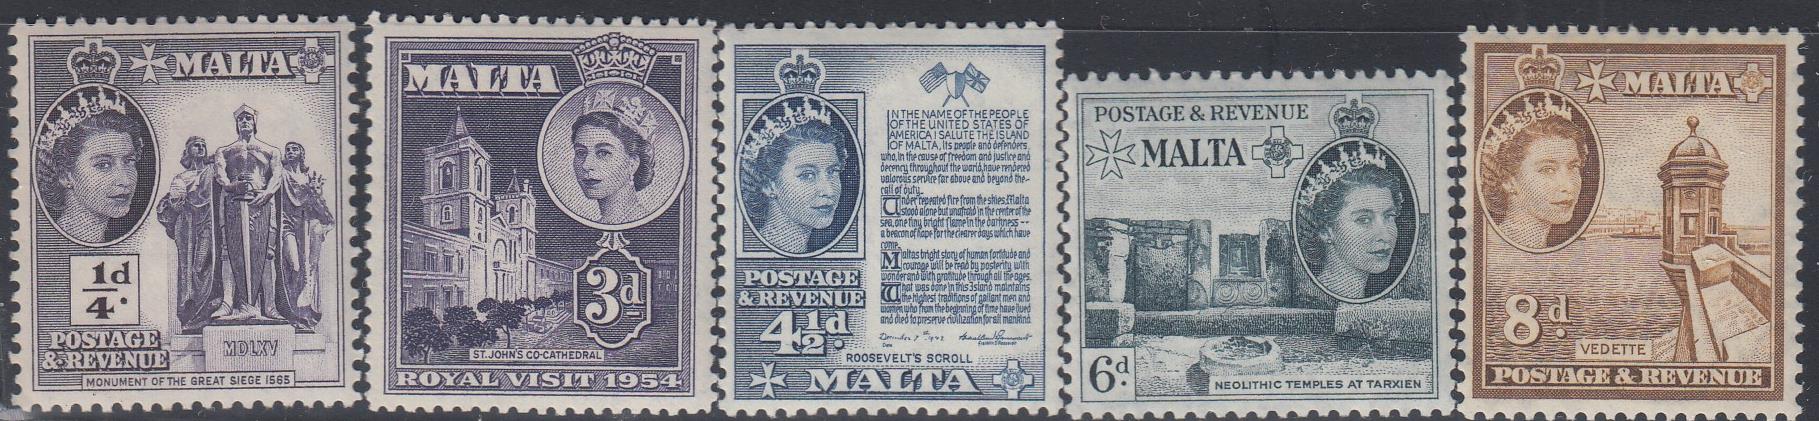 MALTA
1/4d.
POSTAGE
& REVENUE
MDLXV
MONUMENT OF THE GREAT SIEGE 1565
MALTA
3d.
ST. JOHN'S CO-CATHEDRAL
ROYAL VISIT 1954
IN THE NAME OF THE PEOPLE
OF THE UNITED STATES OF
AMERICA I SALUTE THE ISLAND
OF MALTA, its people and defenders,
who, in the cause of freedom and justice and
decency throughout the world, have rendered
valorous service far above and beyond the
call of duty.
Under repeated fire from the skies, Malta
stood alone but unafraid in the center of the
sea, one tiny bright flame in the darkness --
a beacon of hope for the clearer days which have
come.
Malta's bright story of human fortitude and
courage will be read by posterity with
wonder and with gratitude through all the ages.
What was done in this Island maintains
the highest traditions of gallant men and
women who from the beginning of time have lived
and died to preserve civilization for all mankind.
December 7th 1943
Date
Franklin D Roosevelt
POSTAGE
& REVENUE
4½d.
ROOSEVELT'S SCROLL
MALTA
POSTAGE & REVENUE
MALTA
6d.
NEOLITHIC TEMPLES AT TARXIEN
MALTA
8d.
VEDETTE
POSTAGE & REVENUE